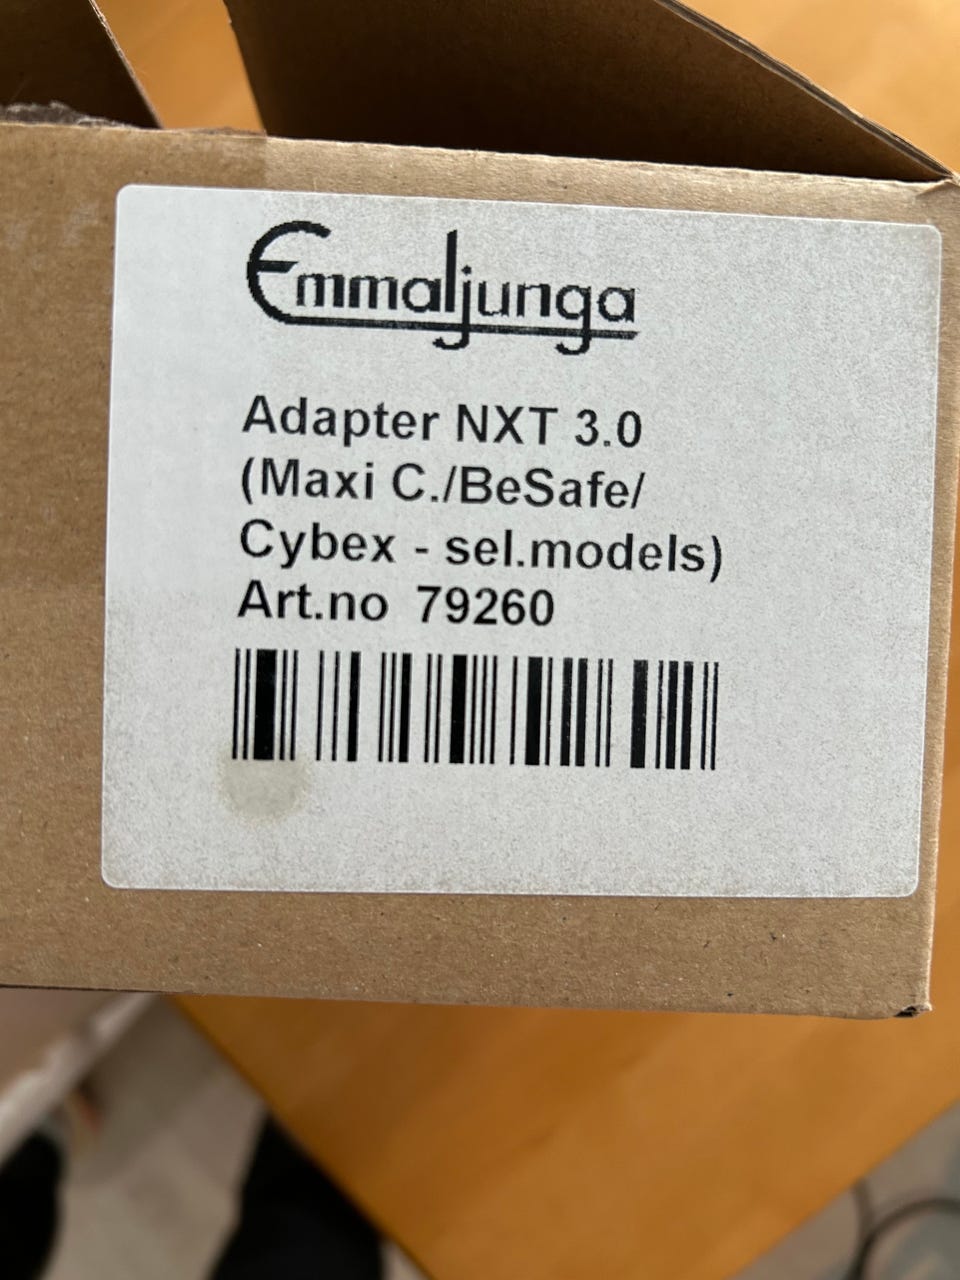 Emmaljunga
Adapter NXT 3.0
(Maxi C./BeSafe/
Cybex - sel.models)
Art.no 79260